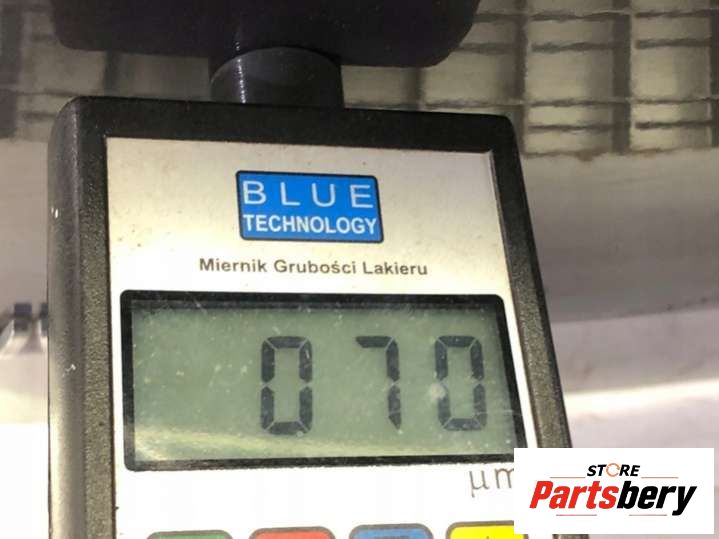 BLUE
TECHNOLOGY
Miernik Grubości Lakieru
070
μm
STORE
Partsbery